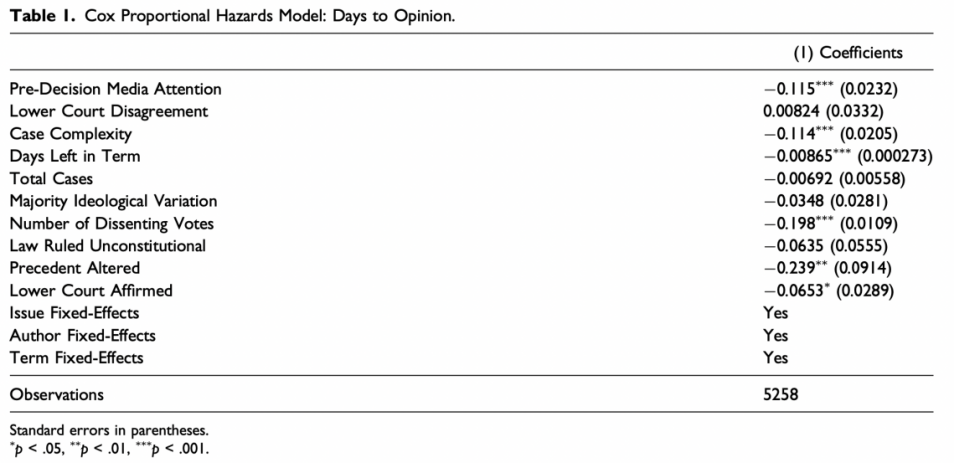 Table 1. Cox Proportional Hazards Model: Days to Opinion.
(1) Coefficients
Pre-Decision Media Attention −0.115*** (0.0232)
Lower Court Disagreement 0.00824 (0.0332)
Case Complexity −0.114*** (0.0205)
Days Left in Term −0.00865*** (0.000273)
Total Cases −0.00692 (0.00558)
Majority Ideological Variation −0.0348 (0.0281)
Number of Dissenting Votes −0.198*** (0.0109)
Law Ruled Unconstitutional −0.0635 (0.0555)
Precedent Altered −0.239** (0.0914)
Lower Court Affirmed −0.0653* (0.0289)
Issue Fixed-Effects Yes
Author Fixed-Effects Yes
Term Fixed-Effects Yes
Observations 5258
Standard errors in parentheses.
*p < .05, **p < .01, ***p < .001.